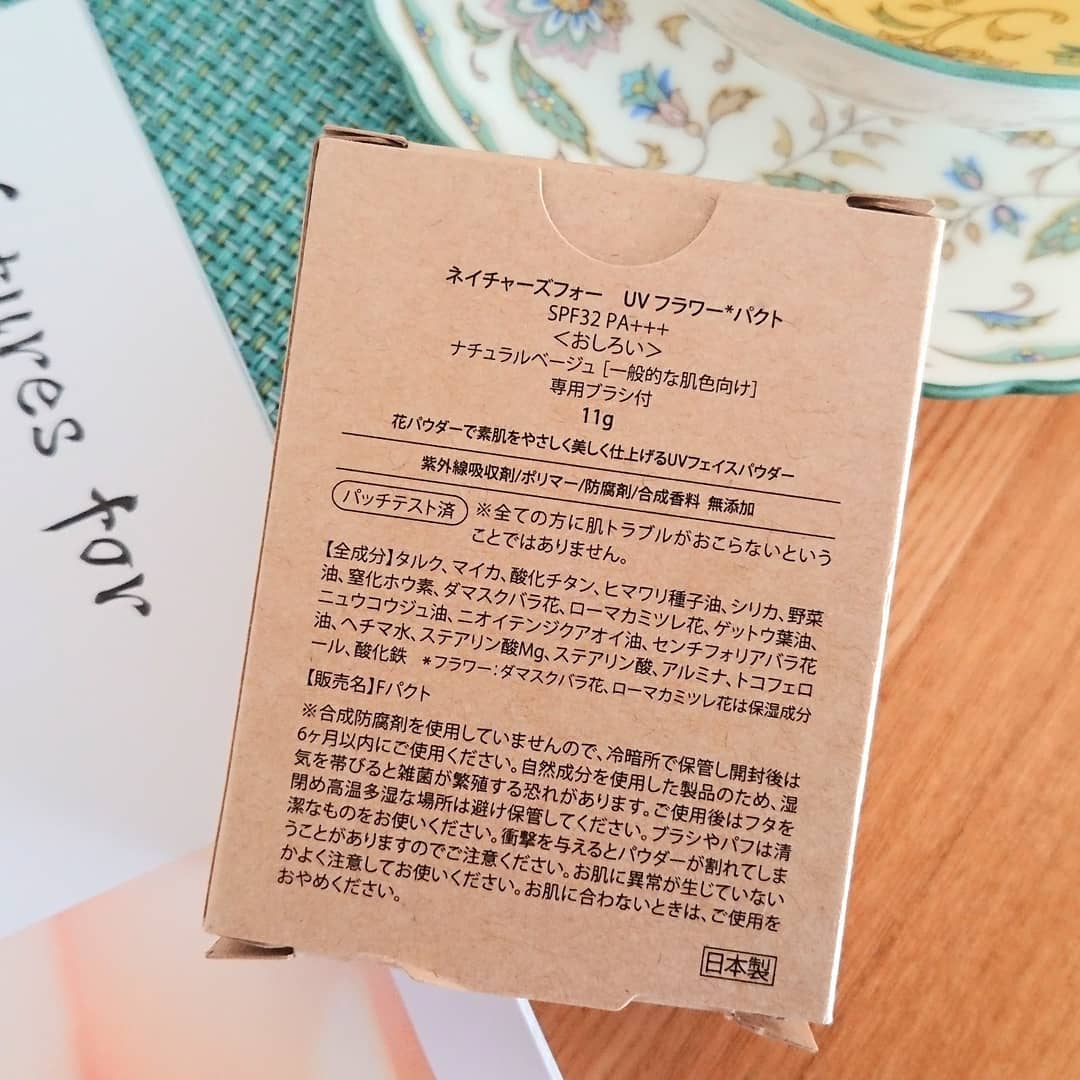 tures for
ネイチャーズフォー UV フラワー*パクト
SPF32 PA+++
＜おしろい＞
ナチュラルベージュ［一般的な肌色向け］
専用ブラシ付
11g
花パウダーで素肌をやさしく美しく仕上げるUVフェイスパウダー
紫外線吸収剤/ポリマー/防腐剤/合成香料 無添加
パッチテスト済 ※全ての方に肌トラブルがおこらないという
ことではありません。
【全成分】タルク、マイカ、酸化チタン、ヒマワリ種子油、シリカ、野菜
油、窒化ホウ素、ダマスクバラ花、ローマカミツレ花、ゲットウ葉油、
ニュウコウジュ油、ニオイテンジクアオイ油、センチフォリアバラ花
油、ヘチマ水、ステアリン酸Mg、ステアリン酸、アルミナ、トコフェロ
ール、酸化鉄 *フラワー：ダマスクバラ花、ローマカミツレ花は保湿成分
【販売名】Fパクト
※合成防腐剤を使用していませんので、冷暗所で保管し開封後は
6ヶ月以内にご使用ください。自然成分を使用した製品のため、湿
気を帯びると雑菌が繁殖する恐れがあります。ご使用後はフタを
閉め高温多湿な場所は避け保管してください。ブラシやパフは清
潔なものをお使いください。衝撃を与えるとパウダーが割れてしま
うことがありますのでご注意ください。お肌に異常が生じていない
かよく注意してお使いください。お肌に合わないときは、ご使用を
おやめください。
日本製